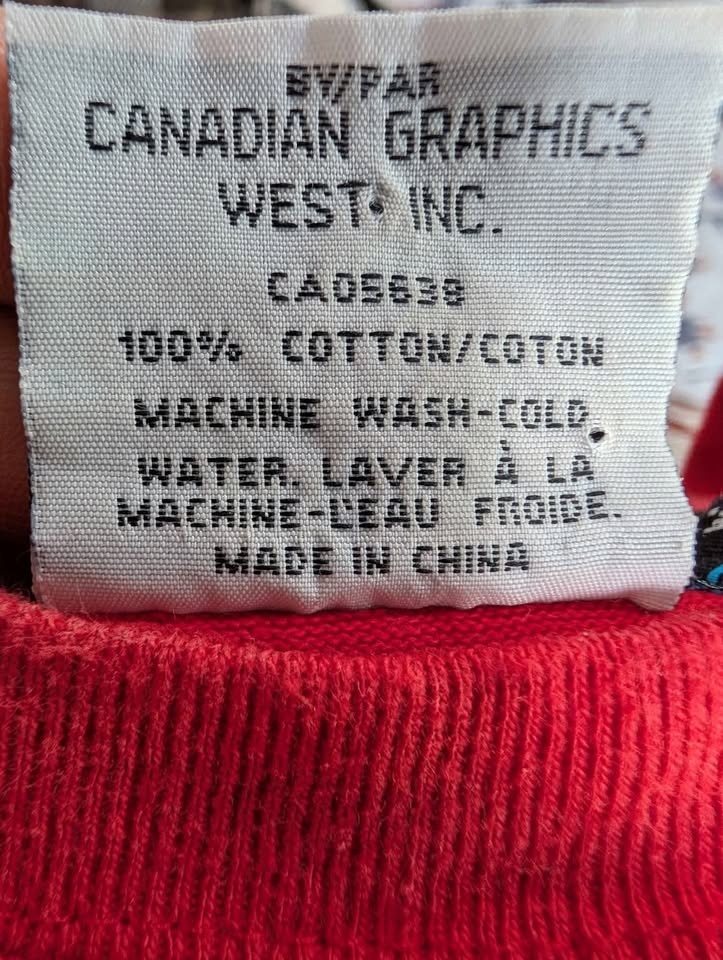 BY/PAR
CANADIAN GRAPHICS
WEST INC.
CA05638
100% COTTON/COTON
MACHINE WASH-COLD
WATER. LAVER À LA
MACHINE-L'EAU FROIDE.
MADE IN CHINA